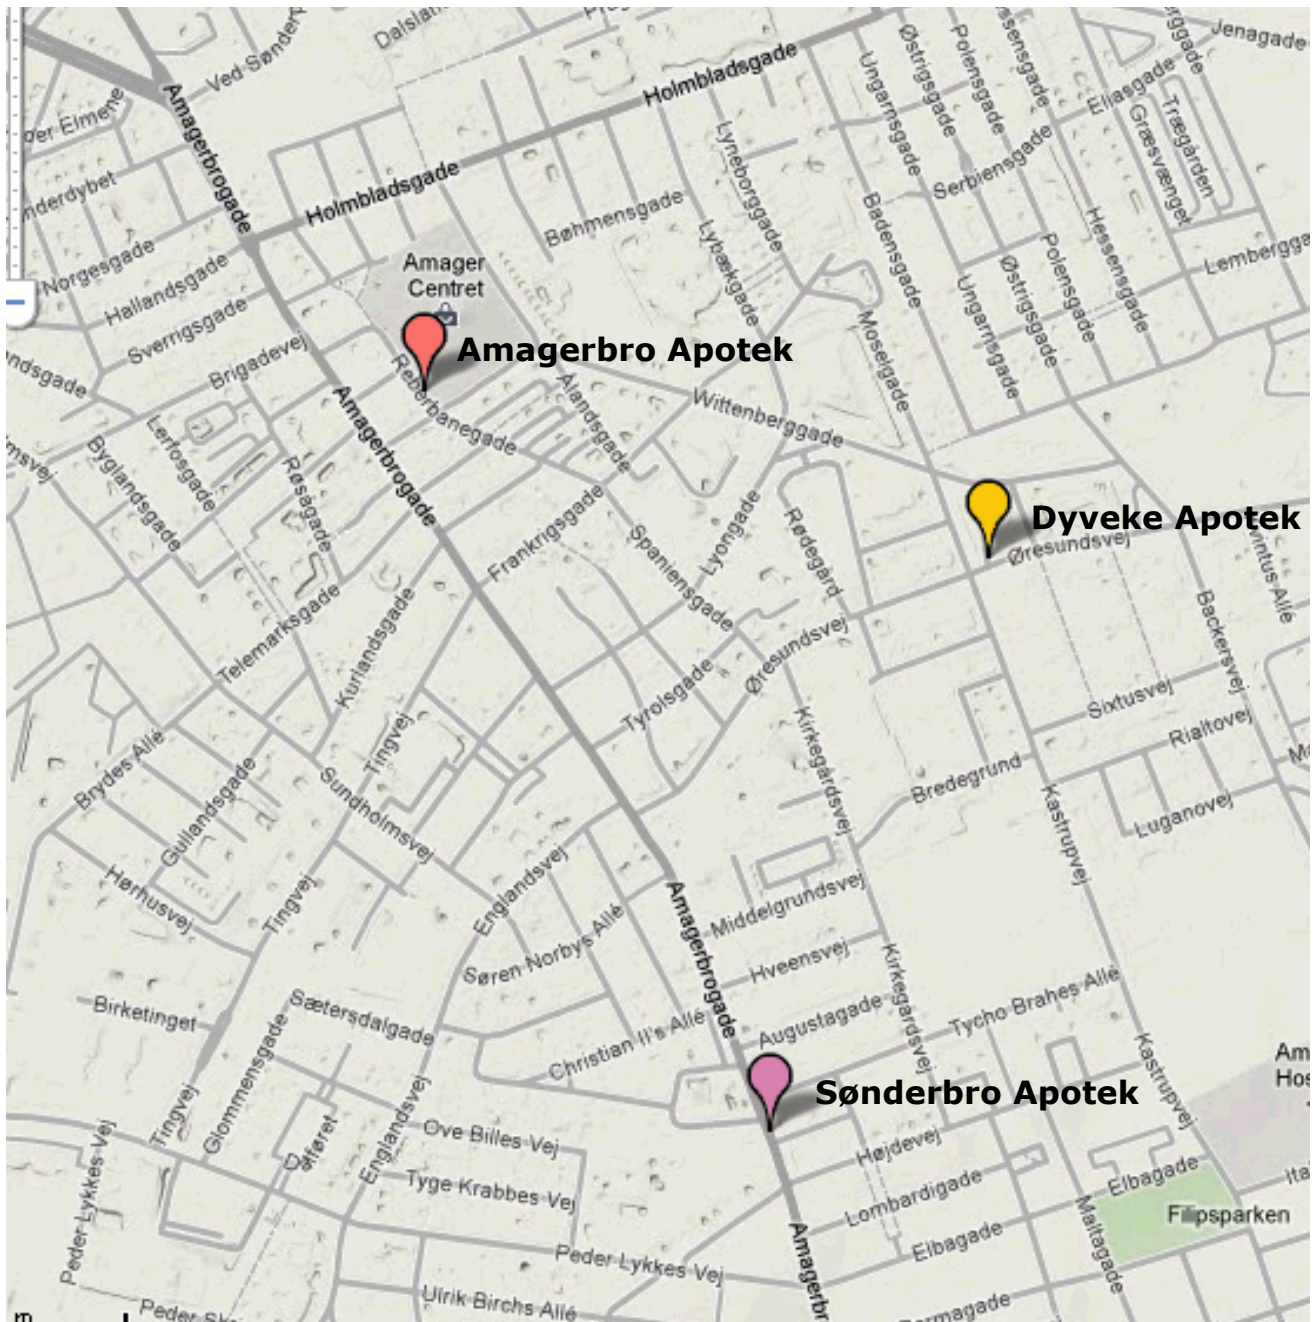 Ved Sønder
Jenagade
Amagerbrogade
Holmbladsgade
Ungarnsgade
Østrigsgade
Polensgade
Eliasgade
Trægården
Græsvænget
Serbiensgade
Lyneborggade
Holmbladsgade
Bøhmensgade
Lybækgade
Badensgade
Hessensgade
Polensgade
Østrigsgade
Ungarnsgade
Norgesgade
Hallandsgade
Sverrigsgade
Brigadevej
Amager
Centret
Moselgade
Amagerbro Apotek
Reberbanegade
Ålandsgade
Wittenberggade
Amagerbrogade
Lerfosgade
Byglandsgade
Røsågade
Frankrigsgade
Spaniensgade
Lyongade
Rødegård
Dyveke Apotek
Øresundsvej
Backersvej
Telemarksgade
Kurlandsgade
Øresundsvej
Tyrolsgade
Sixtusvej
Rialtovej
Luganovej
Bredegrund
Kirkegårdsvej
Kastrupvej
Tingvej
Brydes Allé
Gullandsgade
Sundholmsvej
Hørhusvej
Tingvej
Englandsvej
Søren Norbys Allé
Amagerbrogade
Middelgrundsvej
Hveensvej
Kirkegårdsvej
Augustagade
Tycho Brahes Allé
Birketinget
Sætersdalgade
Christian II's Allé
Glommensgade
Tingvej
Englandsvej
Sønderbro Apotek
Kastrupvej
Ove Billes Vej
Højdevej
Tyge Krabbes Vej
Lombardigade
Elbagade
Elbagade
Maltagade
Filipsparken
Peder Lykkes Vej
Peder Lykkes Vej
Amagerbr
Ulrik Birchs Allé